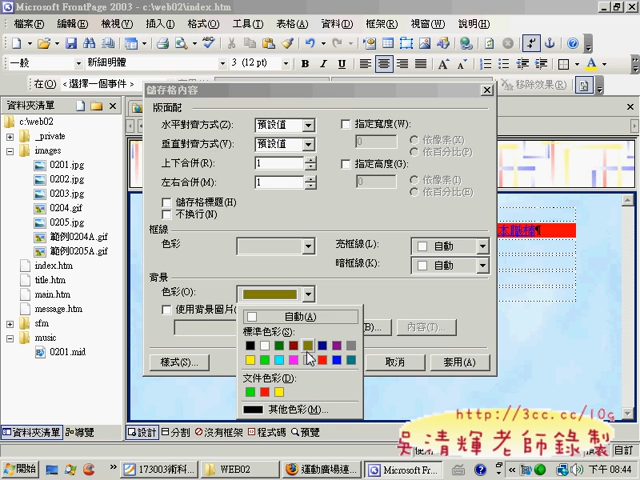 Microsoft FrontPage 2003 - c:\web02\index.htm
檔案(F) 編輯(E) 檢視(V) 插入(I) 格式(O) 工具(T) 表格(A) 資料(D) 框架(R) 視窗(W) 說明(H)
一般 新細明體 3 (12 pt) B I U
在(O) <選擇一個事件> 移除效果(R)
資料夾清單
c:\web02
_private
images
0201.jpg
0202.jpg
0203.jpg
0204.gif
0205.gif
範例0204A.gif
範例0205A.gif
index.htm
title.htm
main.htm
message.htm
sfm
music
0201.mid
儲存格內容
版面配
水平對齊方式(Z): 預設值
垂直對齊方式(V): 預設值
上下合併(R): 1
左右合併(M): 1
儲存格標題(H)
不換行(N)
指定寬度(W):
0
依像素(X)
依百分比(P)
指定高度(G):
0
依像素(I)
依百分比(E)
框線
色彩
亮框線(L): 自動
暗框線(K): 自動
背景
色彩(O):
使用背景圖片
(B)... 內容(T)...
自動(A)
標準色彩(S):
文件色彩(D):
其他色彩(M)...
樣式(S)... 取消 套用(A)
資料夾清單 導覽
設計 分割 沒有框架 程式碼 預覽
http://3cc.cc/10g
吳清輝老師錄製
自訂
開始 173003術科... WEB02 運動廣場連... Microsoft Fro... 下午 08:44